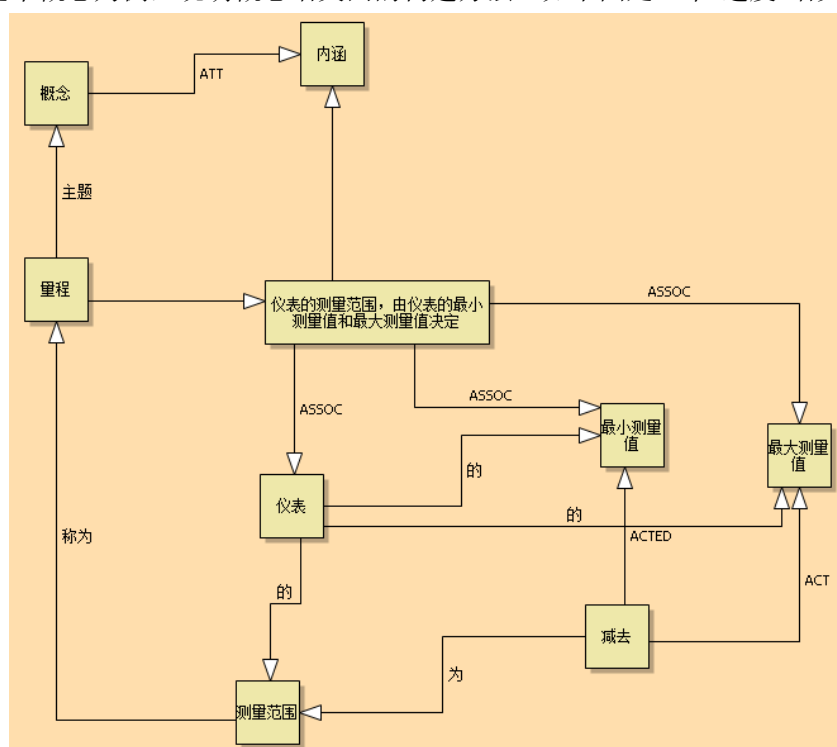 内涵
ATT
概念
主题
量程
仪表的测量范围，由仪表的最小
测量值和最大测量值决定
ASSOC
ASSOC
ASSOC
最小测量
值
最大测量
值
的
仪表
的
称为
ACTED
ACT
的
减去
为
测量范围